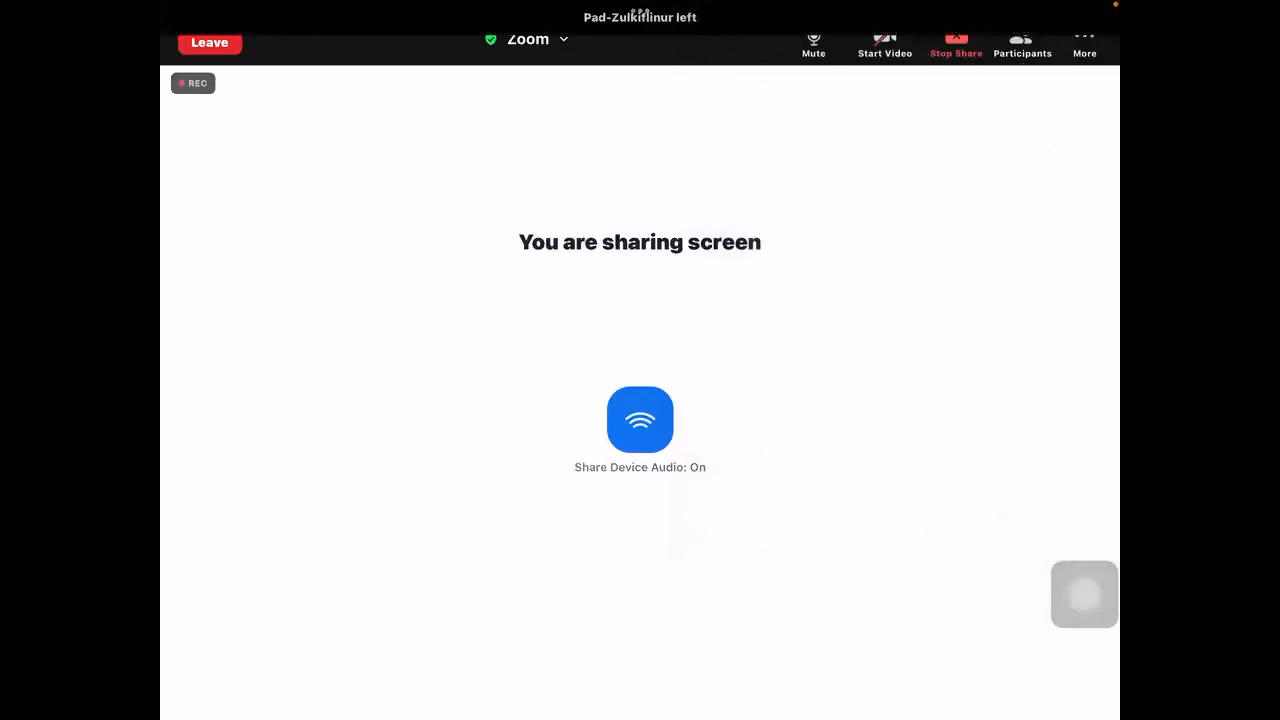 Pad-Zulkiflinur left
Leave
Zoom
Mute
Start Video
Stop Share
Participants
More
REC
You are sharing screen
Share Device Audio: On